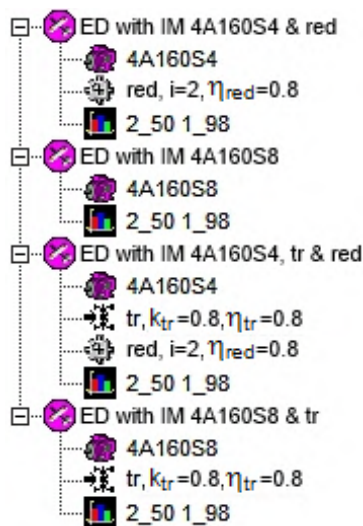 ED with IM 4A160S4 & red
4A160S4
red, i=2,ηred=0.8
2_50 1_98
ED with IM 4A160S8
4A160S8
2_50 1_98
ED with IM 4A160S4, tr & red
4A160S4
tr, ktr=0.8,ηtr=0.8
red, i=2,ηred=0.8
2_50 1_98
ED with IM 4A160S8 & tr
4A160S8
tr, ktr=0.8,ηtr=0.8
2_50 1_98